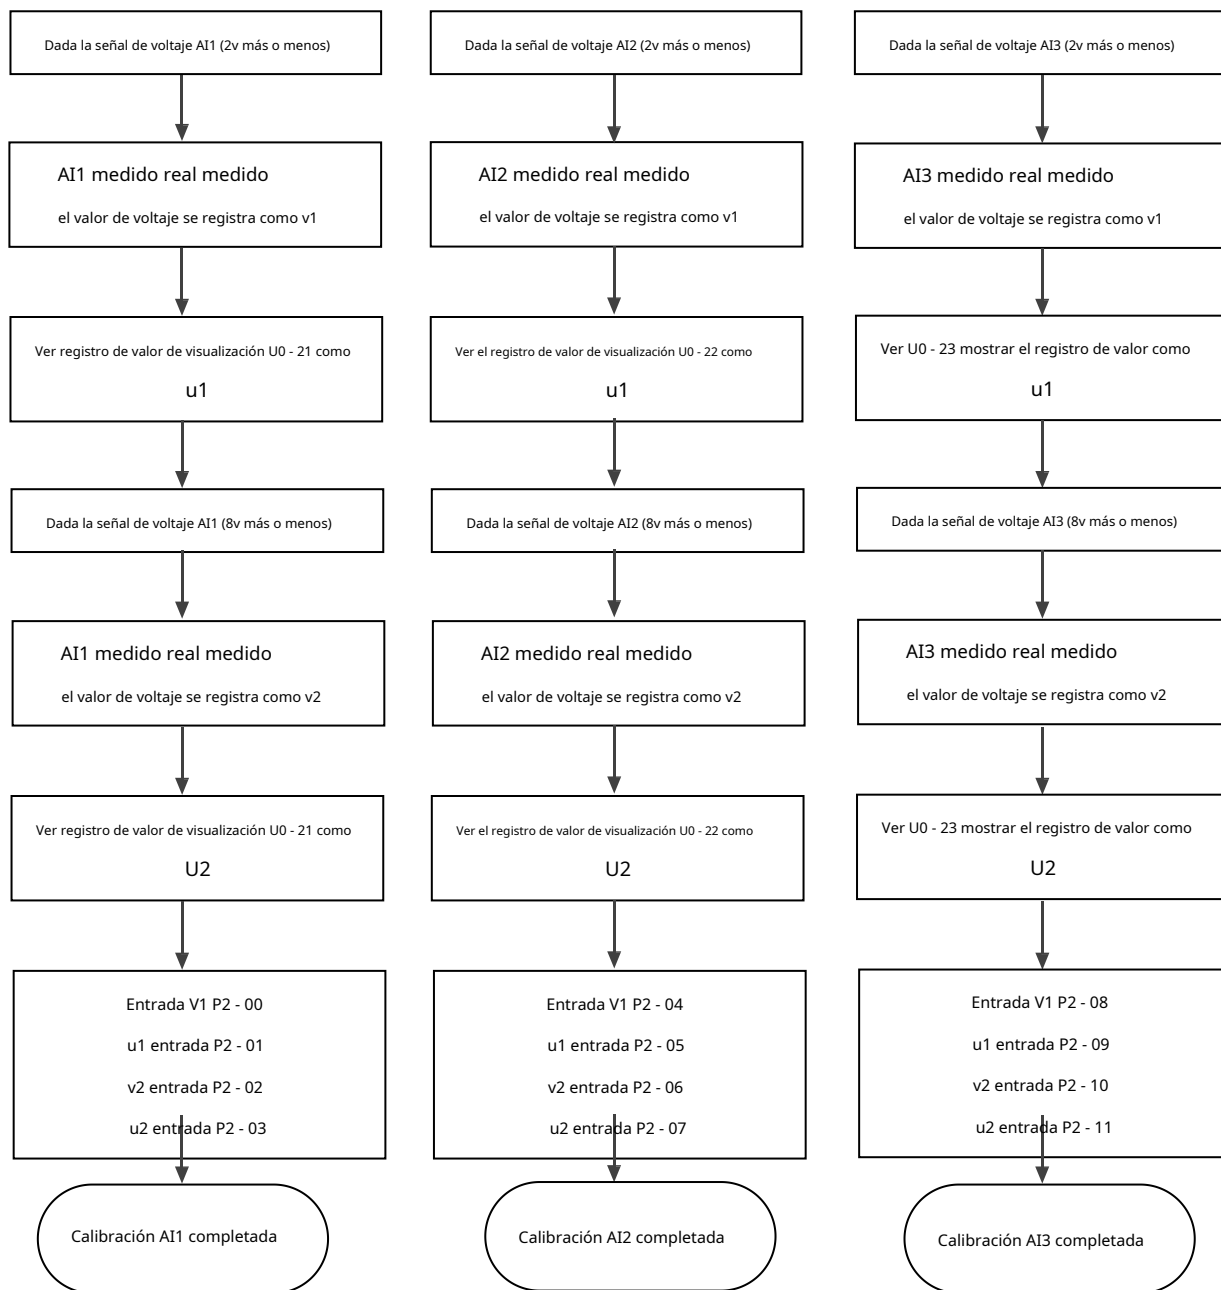 Dada la señal de voltaje AI1 (2v más o menos)
AI1 medido real medido
el valor de voltaje se registra como v1
Ver registro de valor de visualización U0 - 21 como
u1
Dada la señal de voltaje AI1 (8v más o menos)
AI1 medido real medido
el valor de voltaje se registra como v2
Ver registro de valor de visualización U0 - 21 como
U2
Entrada V1 P2 - 00
u1 entrada P2 - 01
v2 entrada P2 - 02
u2 entrada P2 - 03
Calibración AI1 completada
Dada la señal de voltaje AI2 (2v más o menos)
AI2 medido real medido
el valor de voltaje se registra como v1
Ver el registro de valor de visualización U0 - 22 como
u1
Dada la señal de voltaje AI2 (8v más o menos)
AI2 medido real medido
el valor de voltaje se registra como v2
Ver el registro de valor de visualización U0 - 22 como
U2
Entrada V1 P2 - 04
u1 entrada P2 - 05
v2 entrada P2 - 06
u2 entrada P2 - 07
Calibración AI2 completada
Dada la señal de voltaje AI3 (2v más o menos)
AI3 medido real medido
el valor de voltaje se registra como v1
Ver U0 - 23 mostrar el registro de valor como
u1
Dada la señal de voltaje AI3 (8v más o menos)
AI3 medido real medido
el valor de voltaje se registra como v2
Ver U0 - 23 mostrar el registro de valor como
U2
Entrada V1 P2 - 08
u1 entrada P2 - 09
v2 entrada P2 - 10
u2 entrada P2 - 11
Calibración AI3 completada